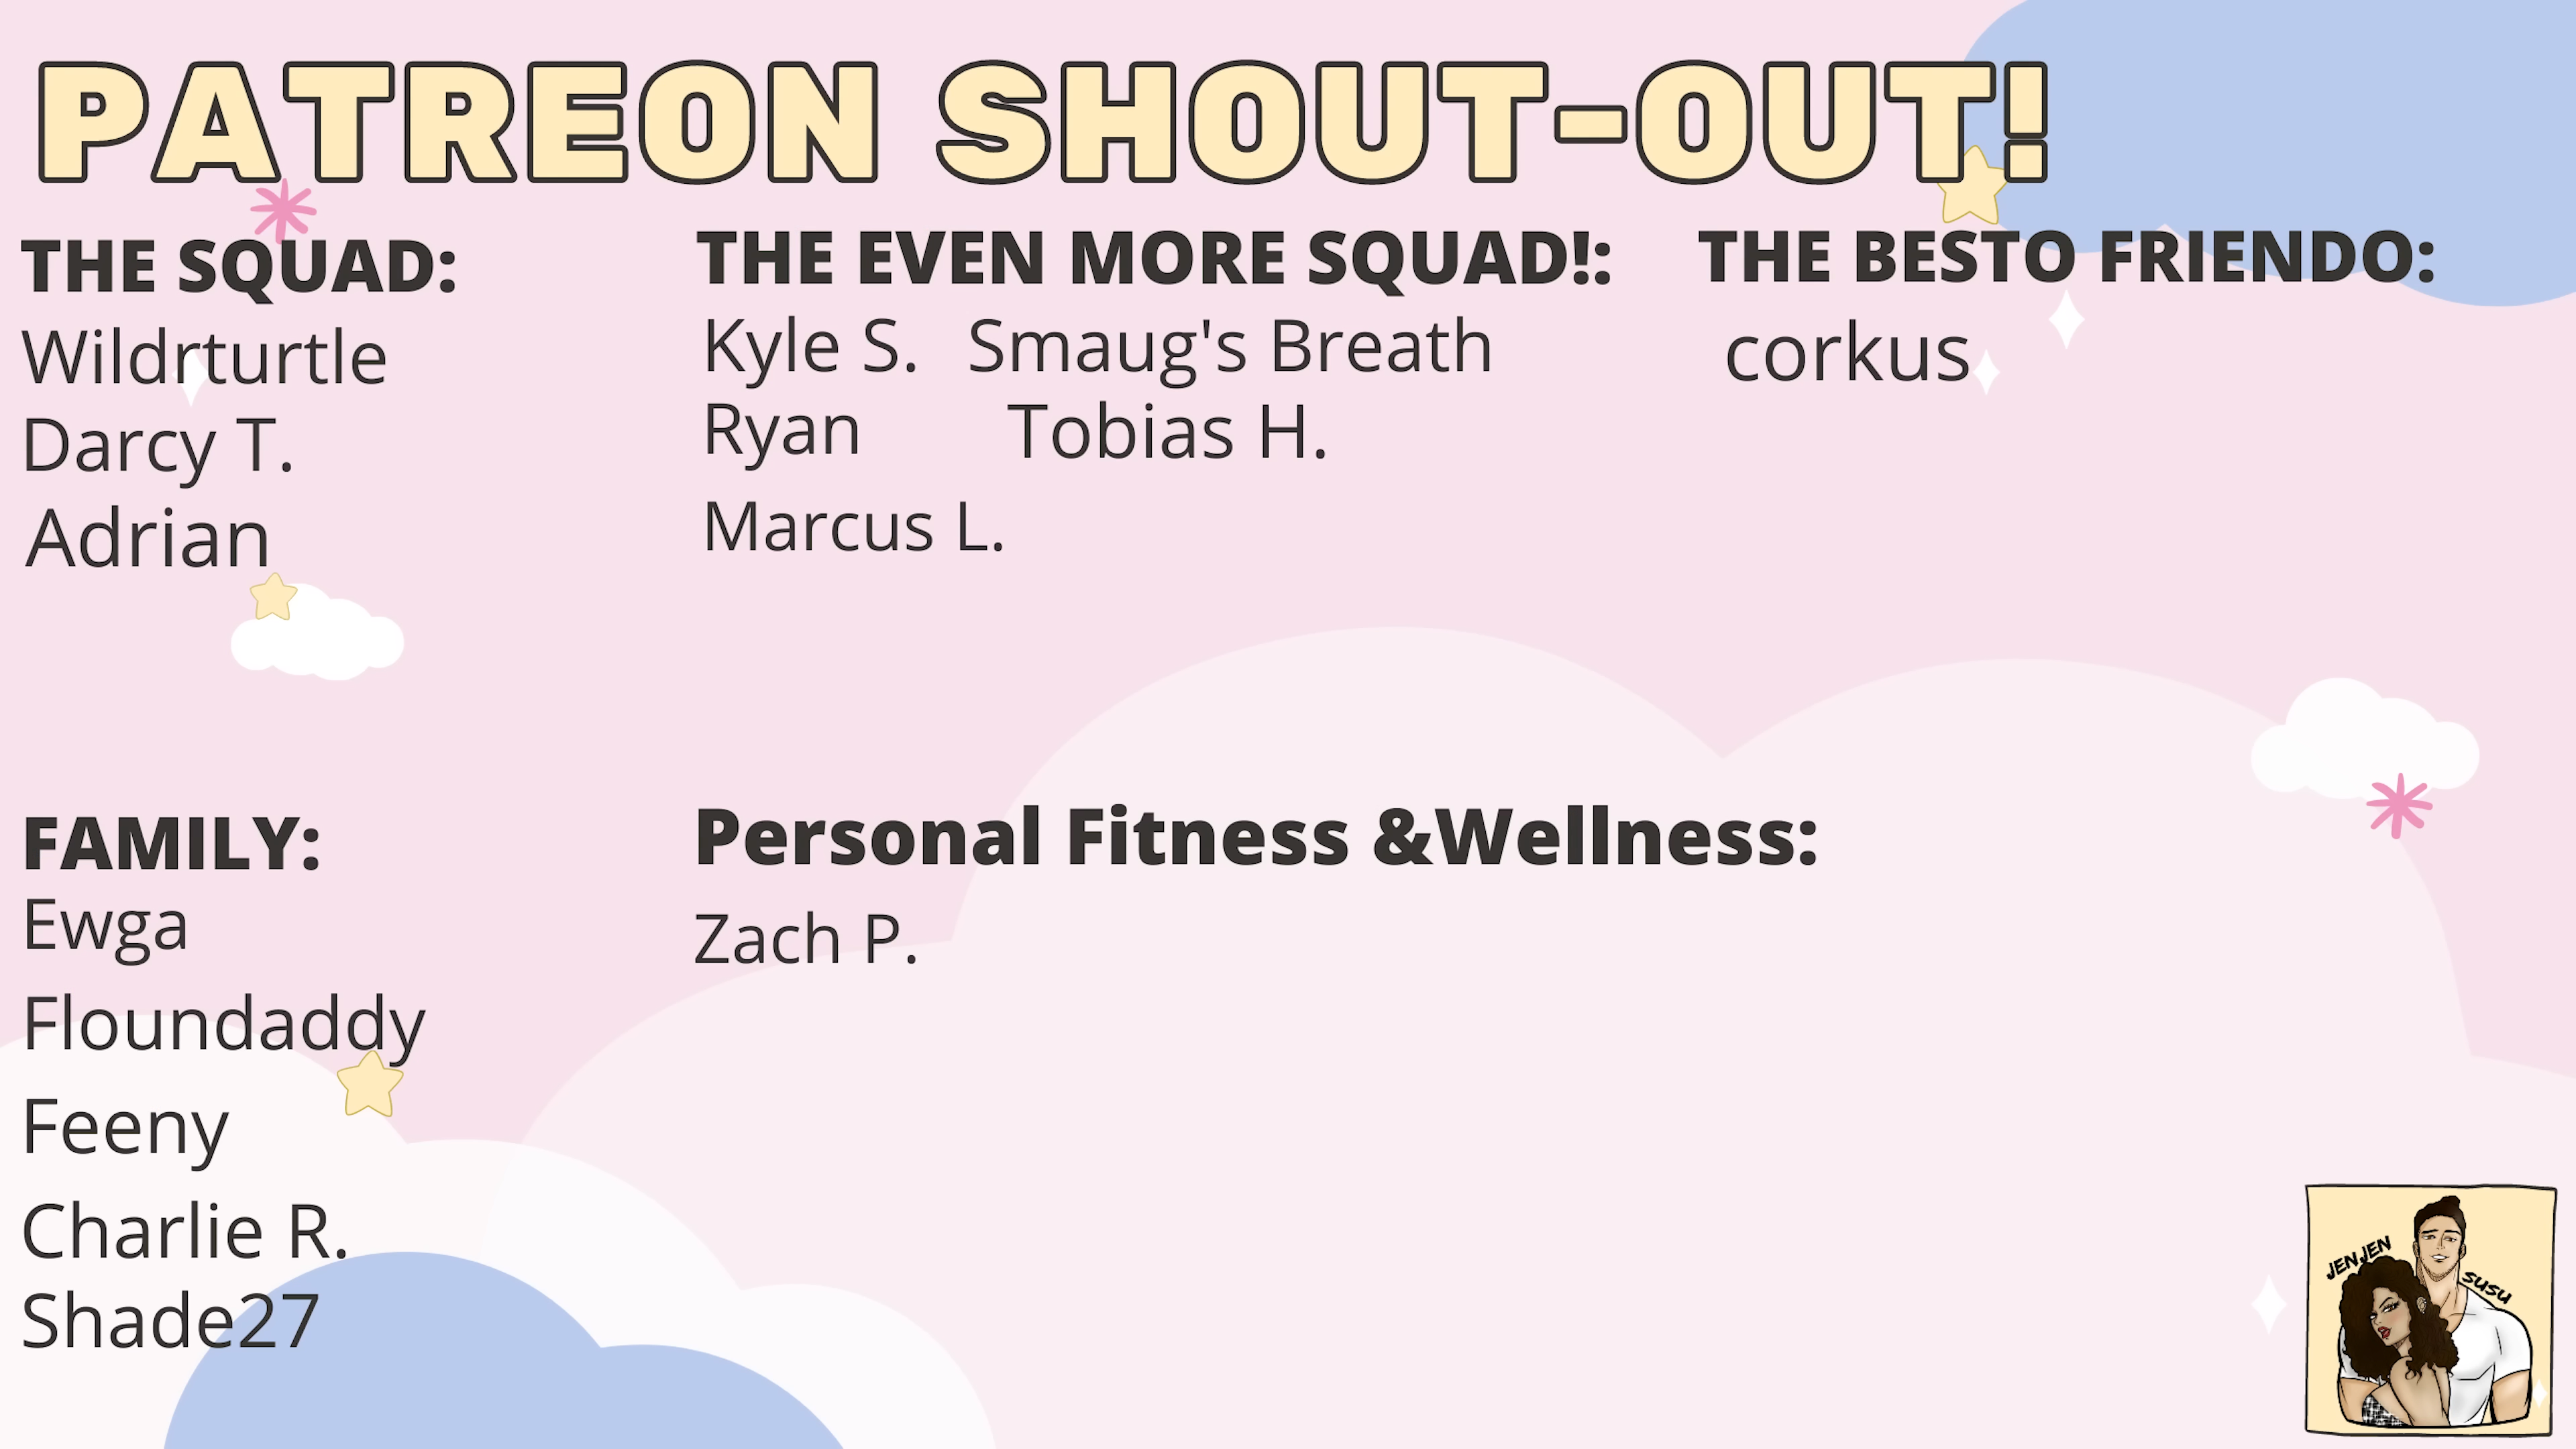 PATREON SHOUT-OUT!
THE SQUAD:
Wildrturtle
Darcy T.
Adrian
THE EVEN MORE SQUAD!:
Kyle S. Smaug's Breath
Ryan Tobias H.
Marcus L.
THE BESTO FRIENDO:
corkus
FAMILY:
Ewga
Floundaddy
Feeny
Charlie R.
Shade27
Personal Fitness &Wellness:
Zach P.
JENJEN
SUSU